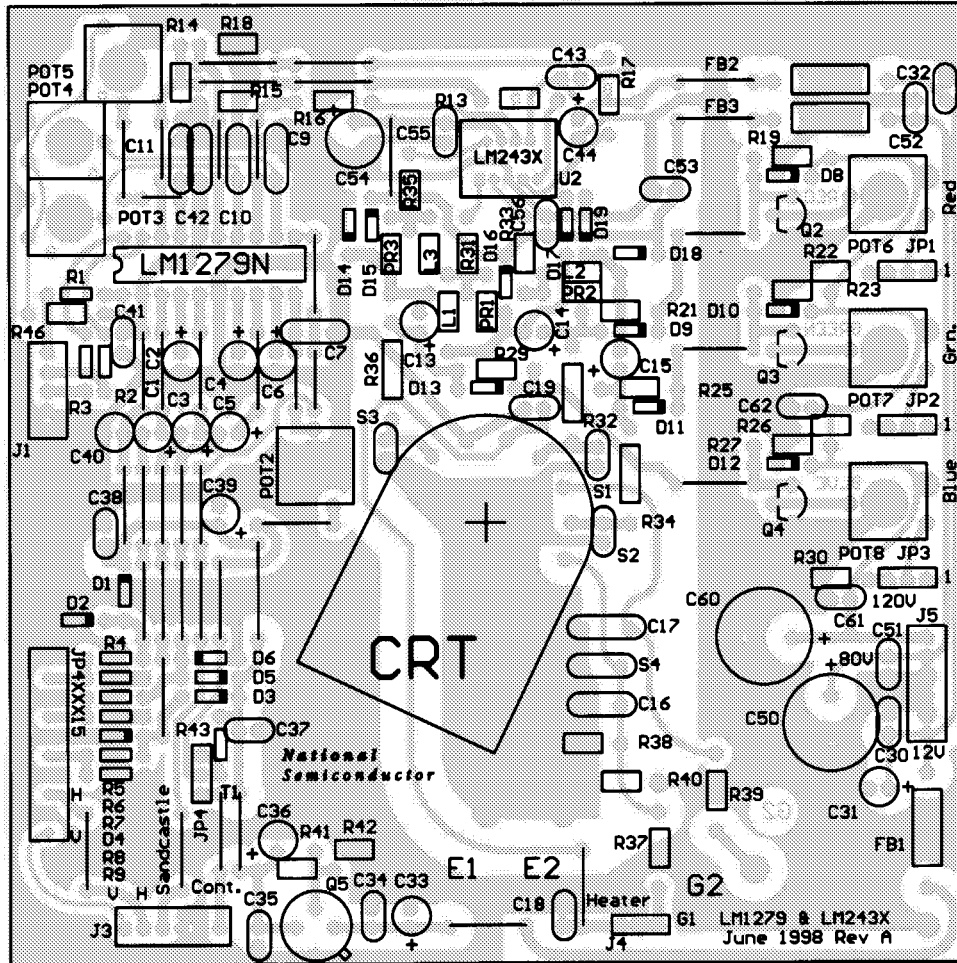 R14
R18
C43
R17
FB2
C32
POT5
POT4
R15
R16
R13
FB3
C52
C11
C9
C54
C55
LM243X
C44
U2
R19
D8
C53
R35
Red
POT3
C42
C10
R33
C56
D19
Q2
POT6
JP1
LM1279N
D14
D15
PR3
L3
R31
D16
D17
L2
D18
R22
1
R1
PR2
R23
R46
C41
L1
PR1
C14
R21
D10
D9
C7
C13
R36
R29
Grn.
C2
C1
C4
C6
D13
C15
Q3
R3
R2
C3
C5
C19
R25
C62
POT7
JP2
S3
R32
D11
R26
1
J1
C40
POT2
R27
D12
S1
Blue
C38
C39
R34
Q4
S2
POT8
JP3
D1
R30
1
D2
C60
120V
C61
J5
R4
CRT
C17
C51
80V
JP4XXX15
D6
D5
D3
S4
R43
C37
C16
C50
National
Semiconductor
R38
C30
12V
R5
R40
R39
H
R6
Sandcastle
JP4
T1
C36
R41
R42
G2
C31
V
R7
D4
R8
R9
R37
FB1
E1
E2
V
H
Cont.
Q5
C34
C33
C18
Heater
G2
C35
J3
J4
G1
LM1279 & LM243X
June 1998 Rev A